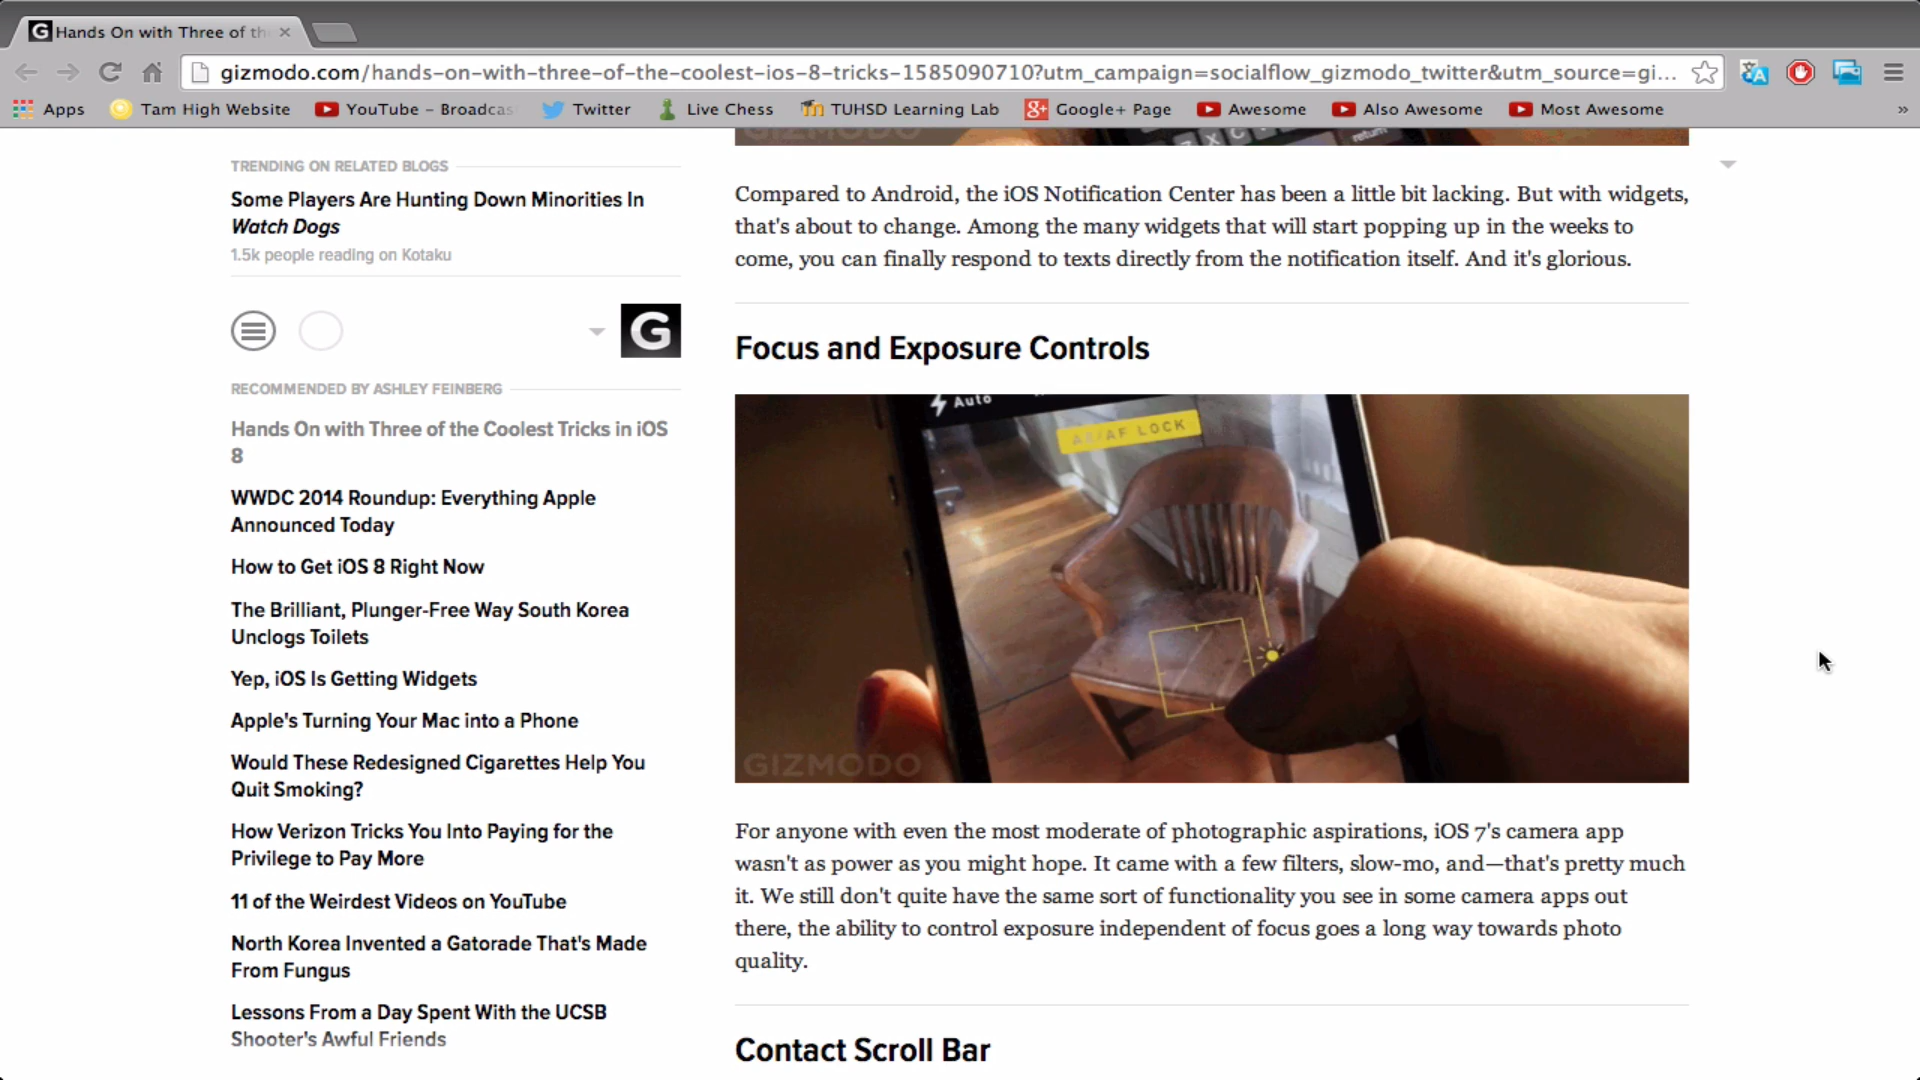 Hands On with Three of th
gizmodo.com/hands-on-with-three-of-the-coolest-ios-8-tricks-1585090710?utm_campaign=socialflow_gizmodo_twitter&utm_source=gi...
Apps Tam High Website YouTube - Broadcas Twitter Live Chess TUHSD Learning Lab Google+ Page Awesome Also Awesome Most Awesome »
GIZMODO
return
TRENDING ON RELATED BLOGS
Some Players Are Hunting Down Minorities In
Watch Dogs
1.5k people reading on Kotaku
G
RECOMMENDED BY ASHLEY FEINBERG
Hands On with Three of the Coolest Tricks in iOS
8
WWDC 2014 Roundup: Everything Apple
Announced Today
How to Get iOS 8 Right Now
The Brilliant, Plunger-Free Way South Korea
Unclogs Toilets
Yep, iOS Is Getting Widgets
Apple's Turning Your Mac into a Phone
Would These Redesigned Cigarettes Help You
Quit Smoking?
How Verizon Tricks You Into Paying for the
Privilege to Pay More
11 of the Weirdest Videos on YouTube
North Korea Invented a Gatorade That's Made
From Fungus
Lessons From a Day Spent With the UCSB
Shooter's Awful Friends
Compared to Android, the iOS Notification Center has been a little bit lacking. But with widgets,
that's about to change. Among the many widgets that will start popping up in the weeks to
come, you can finally respond to texts directly from the notification itself. And it's glorious.
Focus and Exposure Controls
Auto
AE/AF LOCK
GIZMODO
For anyone with even the most moderate of photographic aspirations, iOS 7's camera app
wasn't as power as you might hope. It came with a few filters, slow-mo, and—that's pretty much
it. We still don't quite have the same sort of functionality you see in some camera apps out
there, the ability to control exposure independent of focus goes a long way towards photo
quality.
Contact Scroll Bar